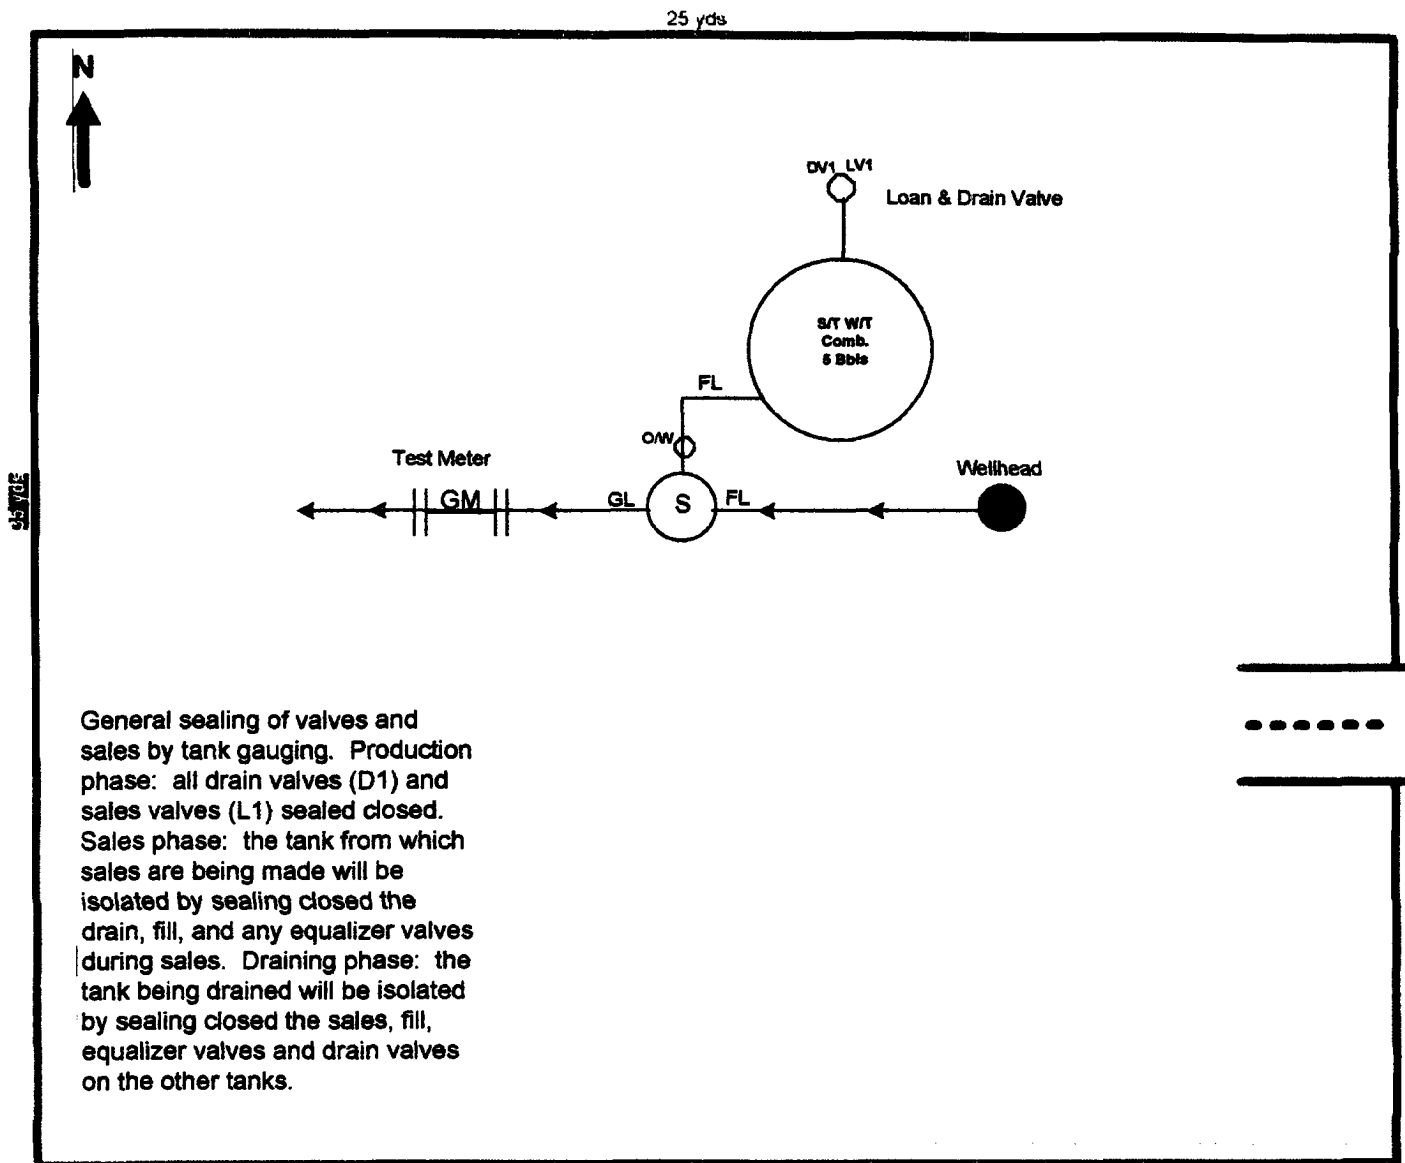 25 yds
N
DV1 LV1
Loan & Drain Valve
S/T W/T
Comb.
5 Bbls
FL
O/W
Test Meter
Wellhead
GM
GL
S
FL
General sealing of valves and
sales by tank gauging. Production
phase: all drain valves (D1) and
sales valves (L1) sealed closed.
Sales phase: the tank from which
sales are being made will be
isolated by sealing closed the
drain, fill, and any equalizer valves
during sales. Draining phase: the
tank being drained will be isolated
by sealing closed the sales, fill,
equalizer valves and drain valves
on the other tanks.